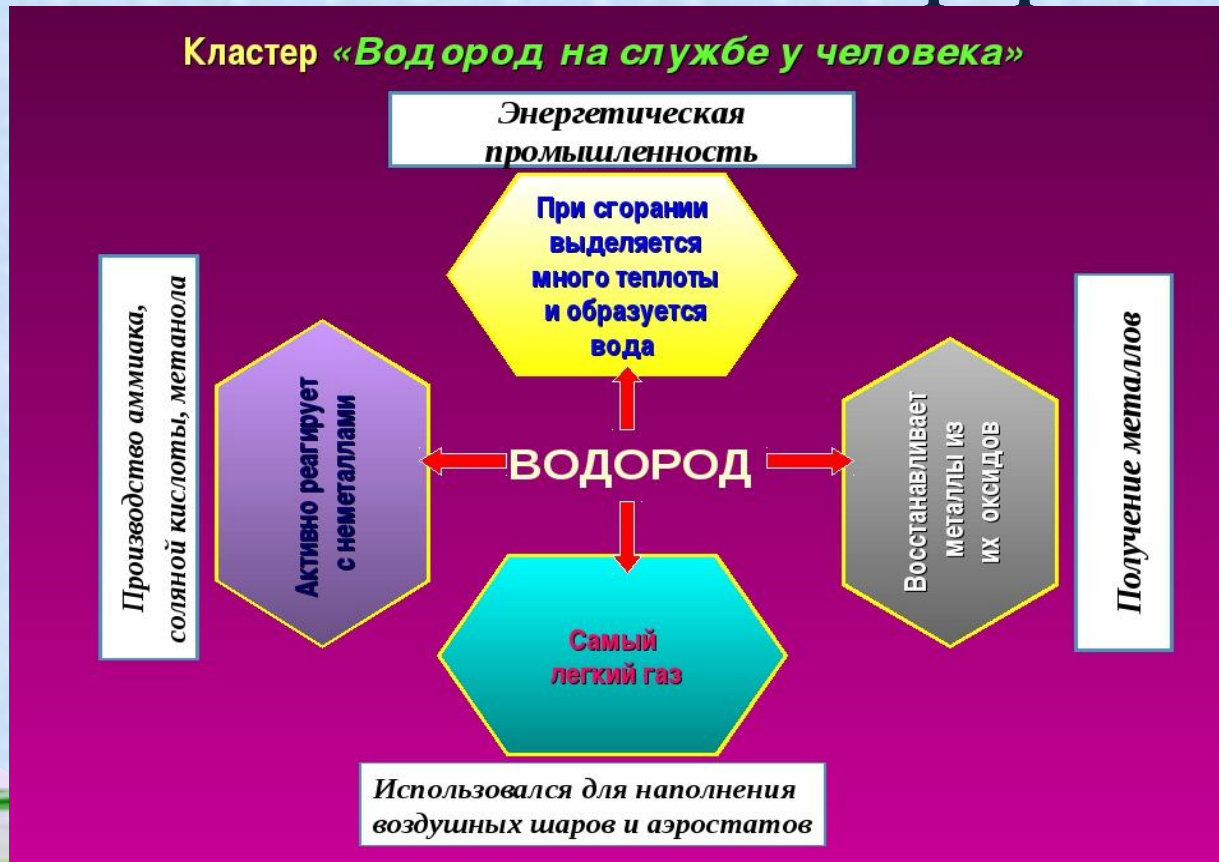 Кластер «Водород на службе у человека»
Энергетическая
промышленность
При сгорании
выделяется
много теплоты
и образуется
вода
Производство аммиака,
соляной кислоты, метанола
Активно реагирует
с неметаллами
ВОДОРОД
Восстанавливает
металлы из
их оксидов
Получение металлов
Самый
легкий газ
Использовался для наполнения
воздушных шаров и аэростатов